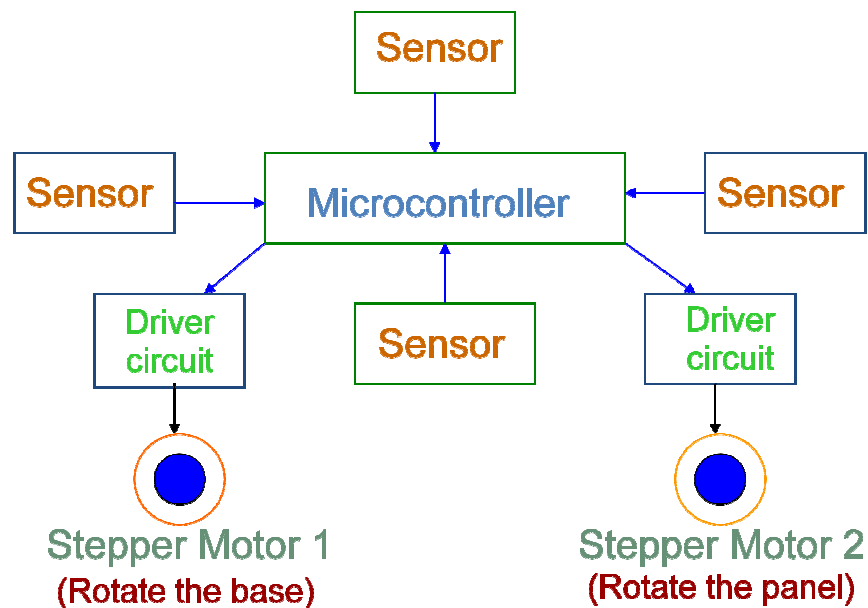 Sensor
Sensor
Microcontroller
Sensor
Driver
circuit
Sensor
Driver
circuit
Stepper Motor 1
(Rotate the base)
Stepper Motor 2
(Rotate the panel)